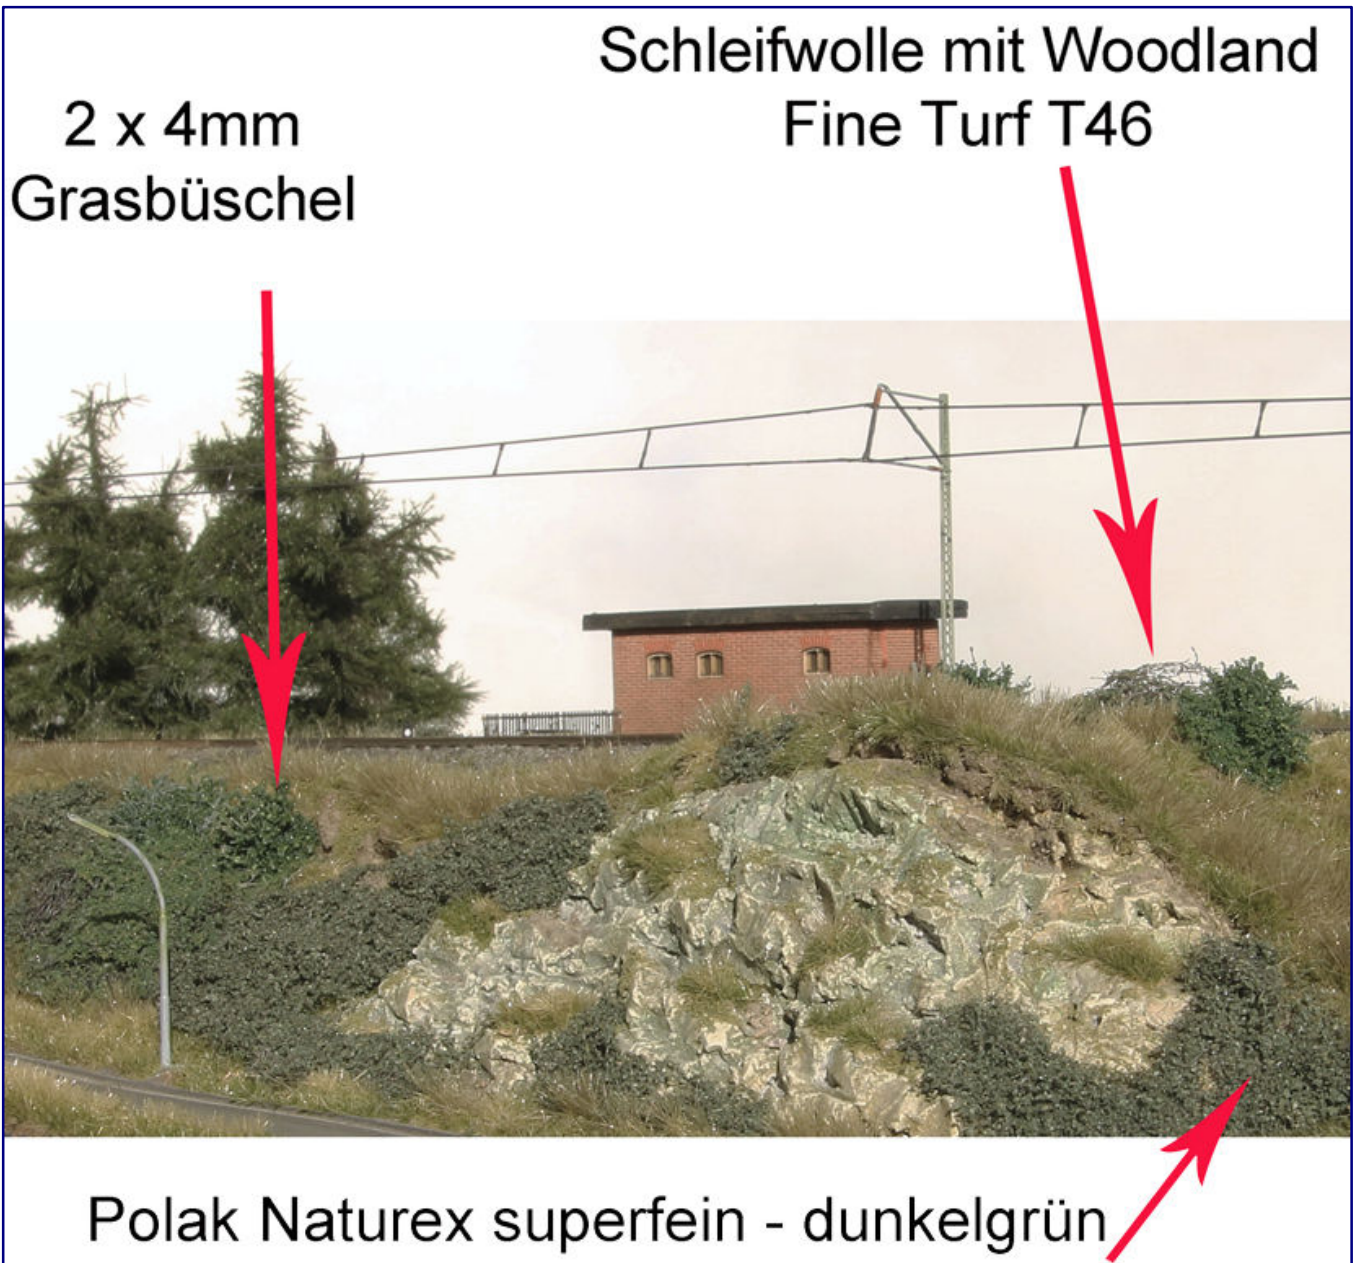 Schleifwolle mit Woodland
Fine Turf T46
2 x 4mm
Grasbüschel
Polak Naturex superfein - dunkelgrün